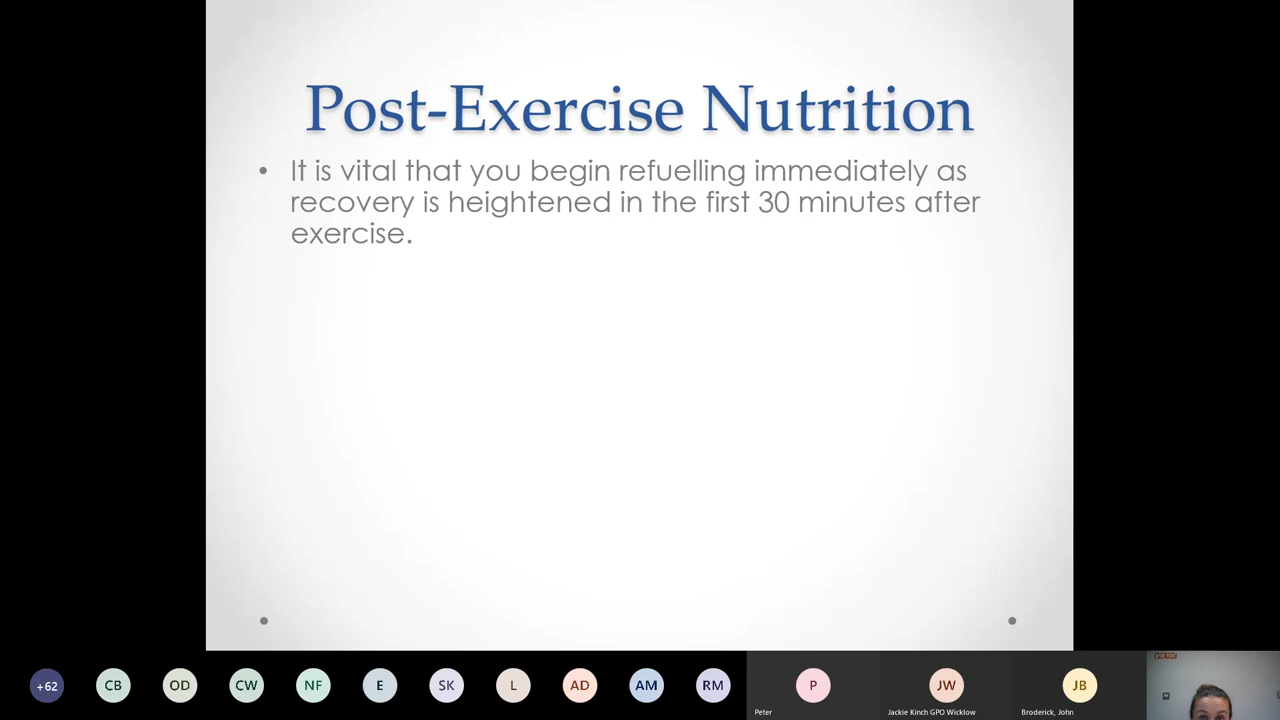 Post-Exercise Nutrition
• It is vital that you begin refuelling immediately as
recovery is heightened in the first 30 minutes after
exercise.
+62
CB
OD
CW
NF
E
SK
L
AD
AM
RM
P
JW
JB
Peter
Jackie Kinch GPO Wicklow
Broderick, John